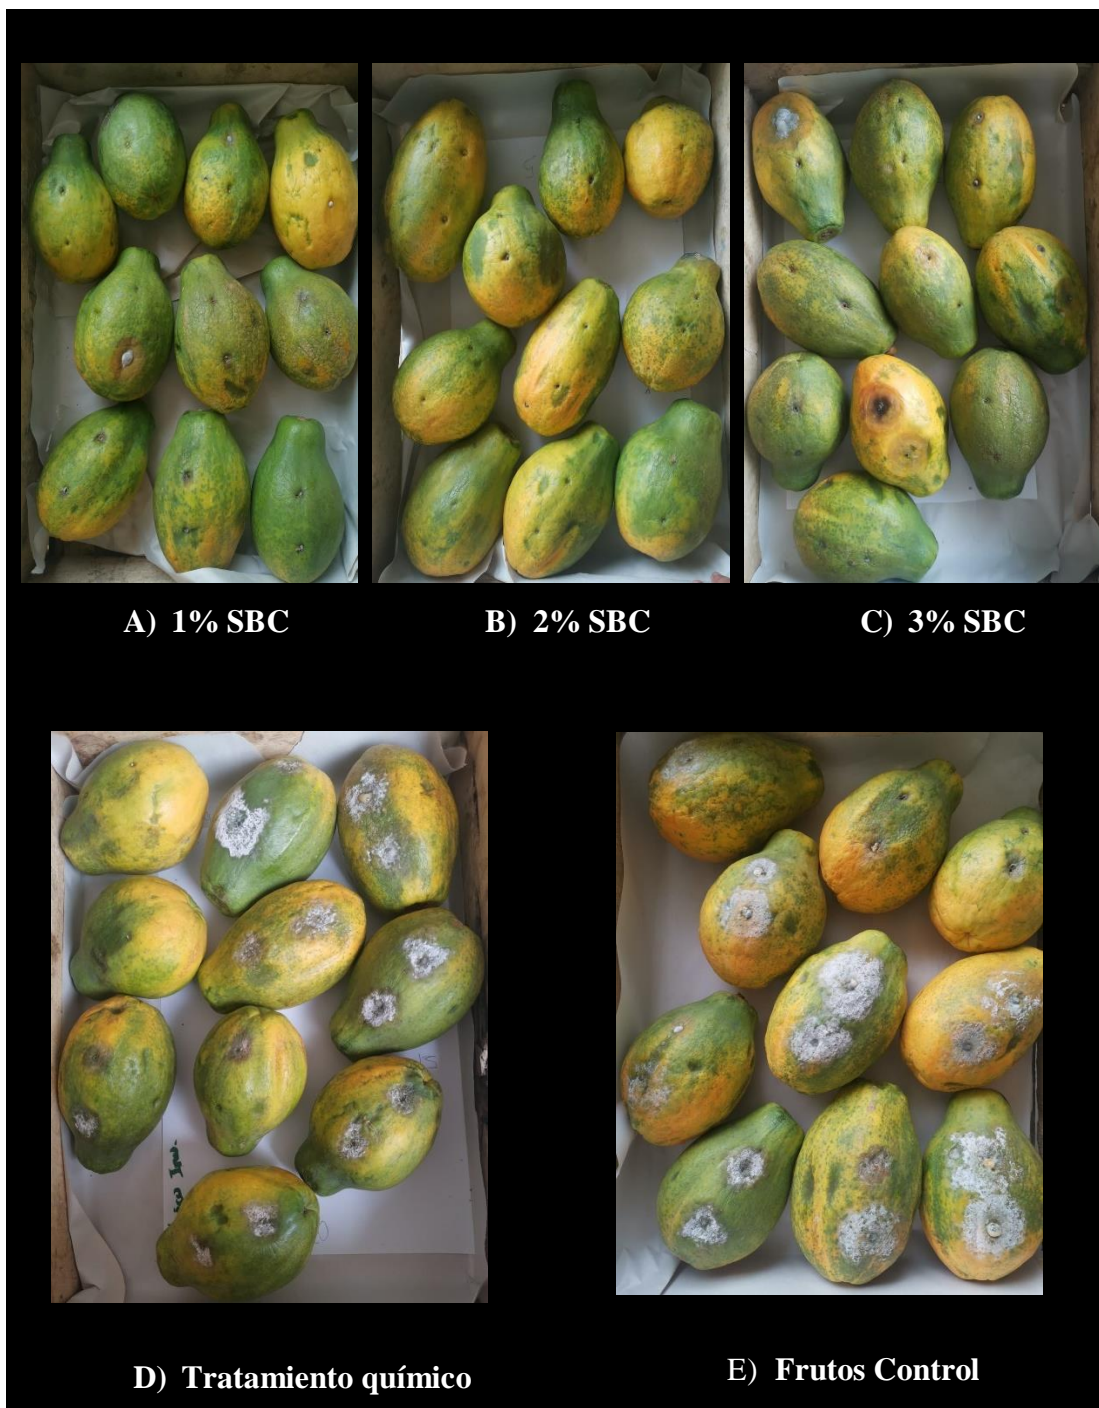 A) 1% SBC
B) 2% SBC
C) 3% SBC
D) Tratamiento químico
E) Frutos Control